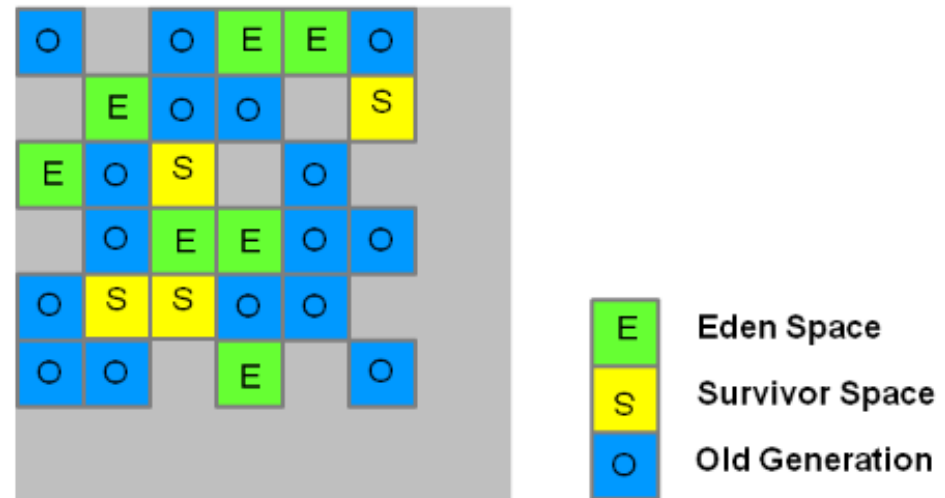 O O E E O
E O O S
E O S O
O E E O O
O S S O O
O O E O
E Eden Space
S Survivor Space
O Old Generation